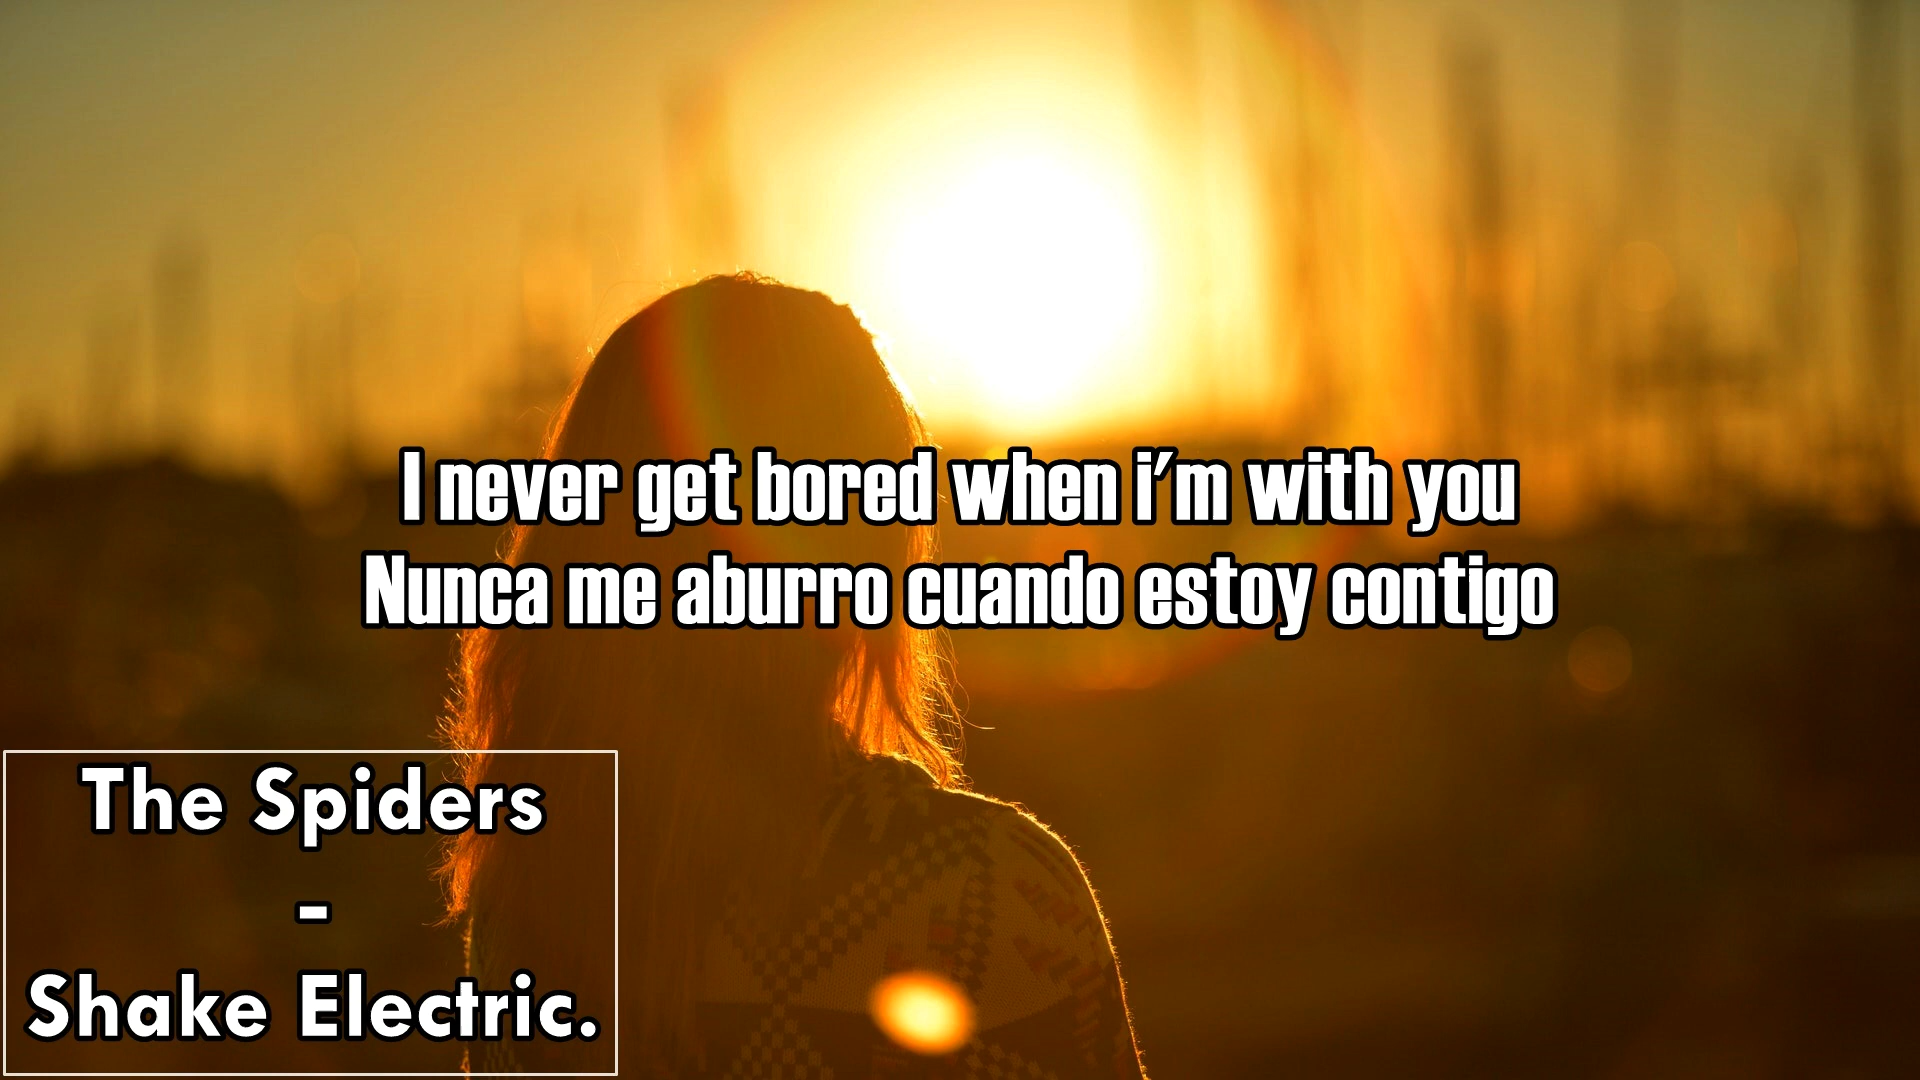 I never get bored when i'm with you
Nunca me aburro cuando estoy contigo
The Spiders
-
Shake Electric.